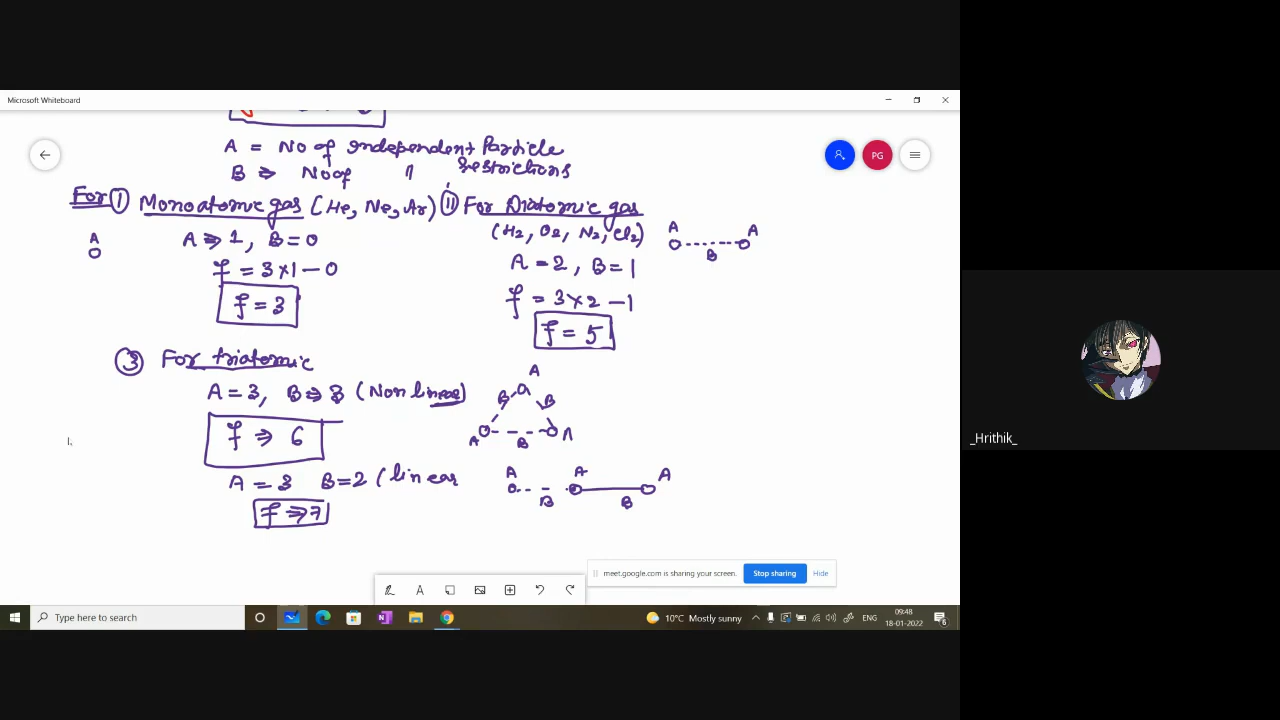 Microsoft Whiteboard
A = No of independent Particle
B ⇒ No of " restrictions
For ① Monoatomic gas (He, Ne, Ar)
A
A ⇒ 1, B = 0
f = 3×1 – 0
f = 3
ⅱ) For Diatomic gas
(H2, O2, N2, Cl2)
A = 2, B = 1
f = 3×2 – 1
f = 5
A A
B
③ For triatomic
A = 3, B ⇒ 3 (Non linear)
f ⇒ 6
A
B B
A B A
A = 3 B = 2 (linear
f ⇒ 7
A A A
B B
PG
meet.google.com is sharing your screen. Stop sharing Hide
Type here to search
10°C Mostly sunny
ENG
09:48
18-01-2022
6
_Hrithik_